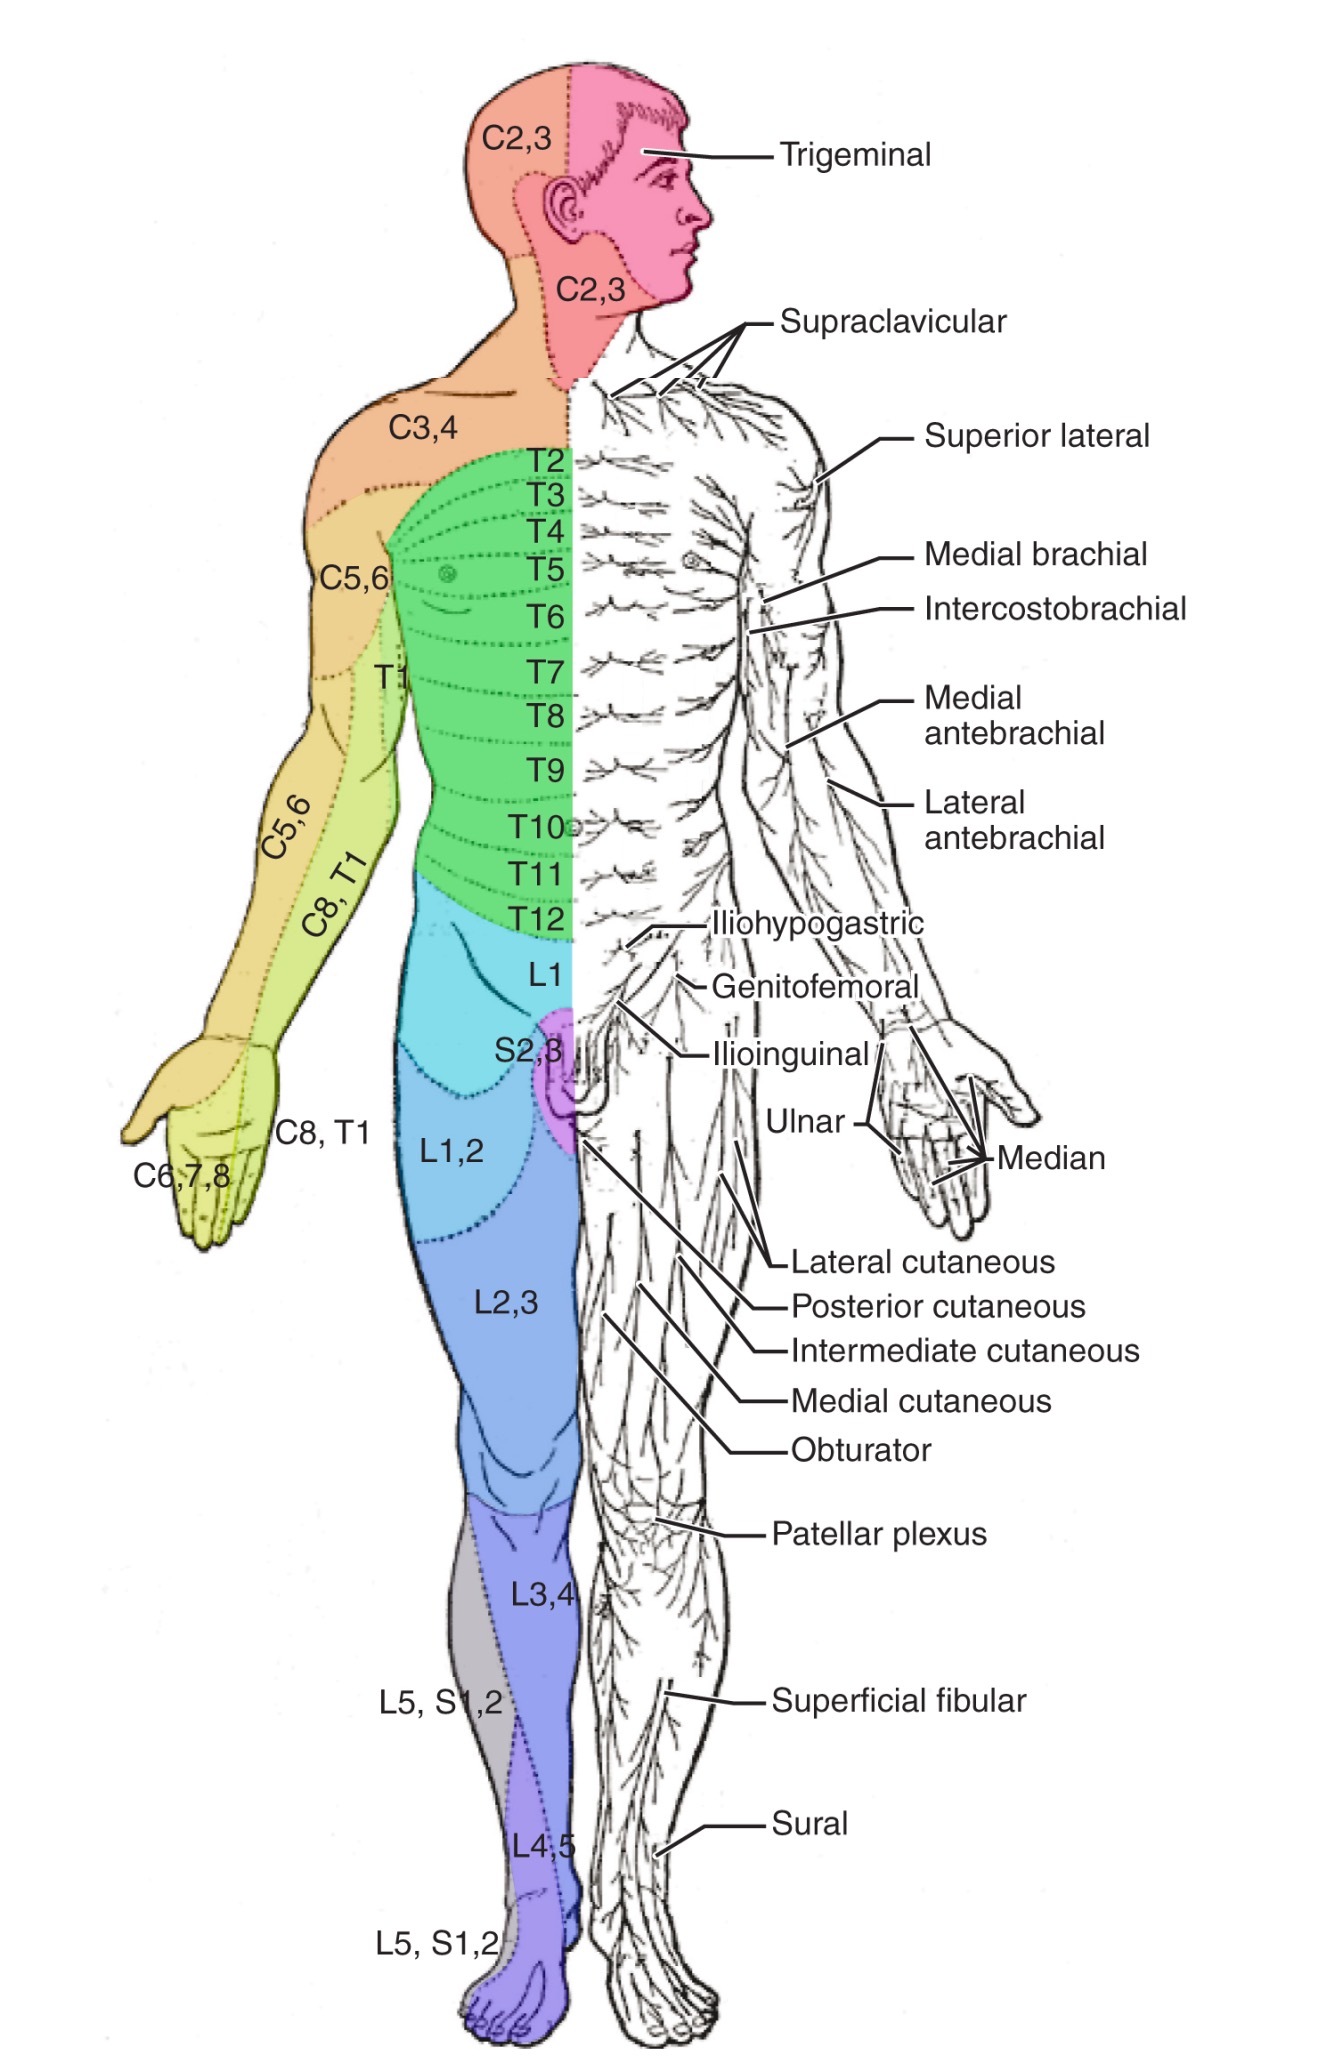 C2,3
Trigeminal
C2,3
Supraclavicular
C3,4
Superior lateral
T2
T3
T4
Medial brachial
T5
C5,6
Intercostobrachial
T6
T7
T1
Medial
antebrachial
T8
T9
Lateral
antebrachial
C5,6
T10
T11
C8, T1
T12
Iliohypogastric
L1
Genitofemoral
S2,3
Ilioinguinal
Ulnar
C8, T1
L1,2
Median
C6,7,8
Lateral cutaneous
L2,3
Posterior cutaneous
Intermediate cutaneous
Medial cutaneous
Obturator
Patellar plexus
L3,4
L5, S1,2
Superficial fibular
Sural
L4,5
L5, S1,2